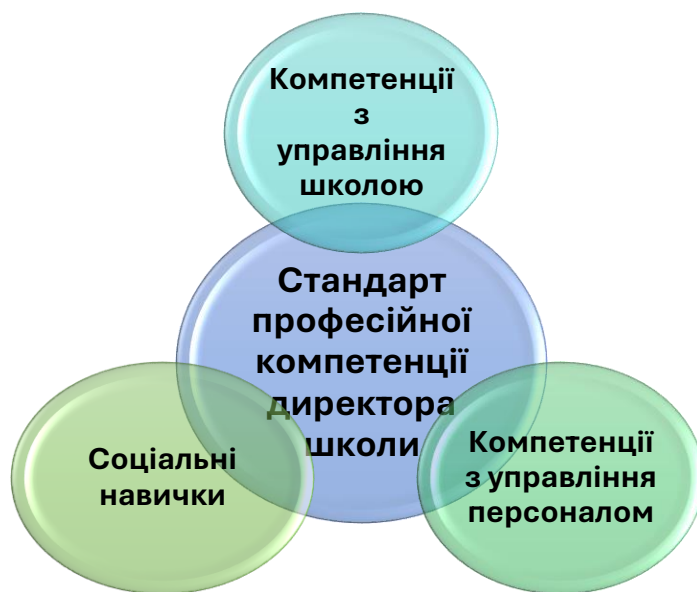 Компетенції
з
управління
школою
Стандарт
професійної
компетенції
директора
школи
Соціальні
навички
Компетенції
з управління
персоналом